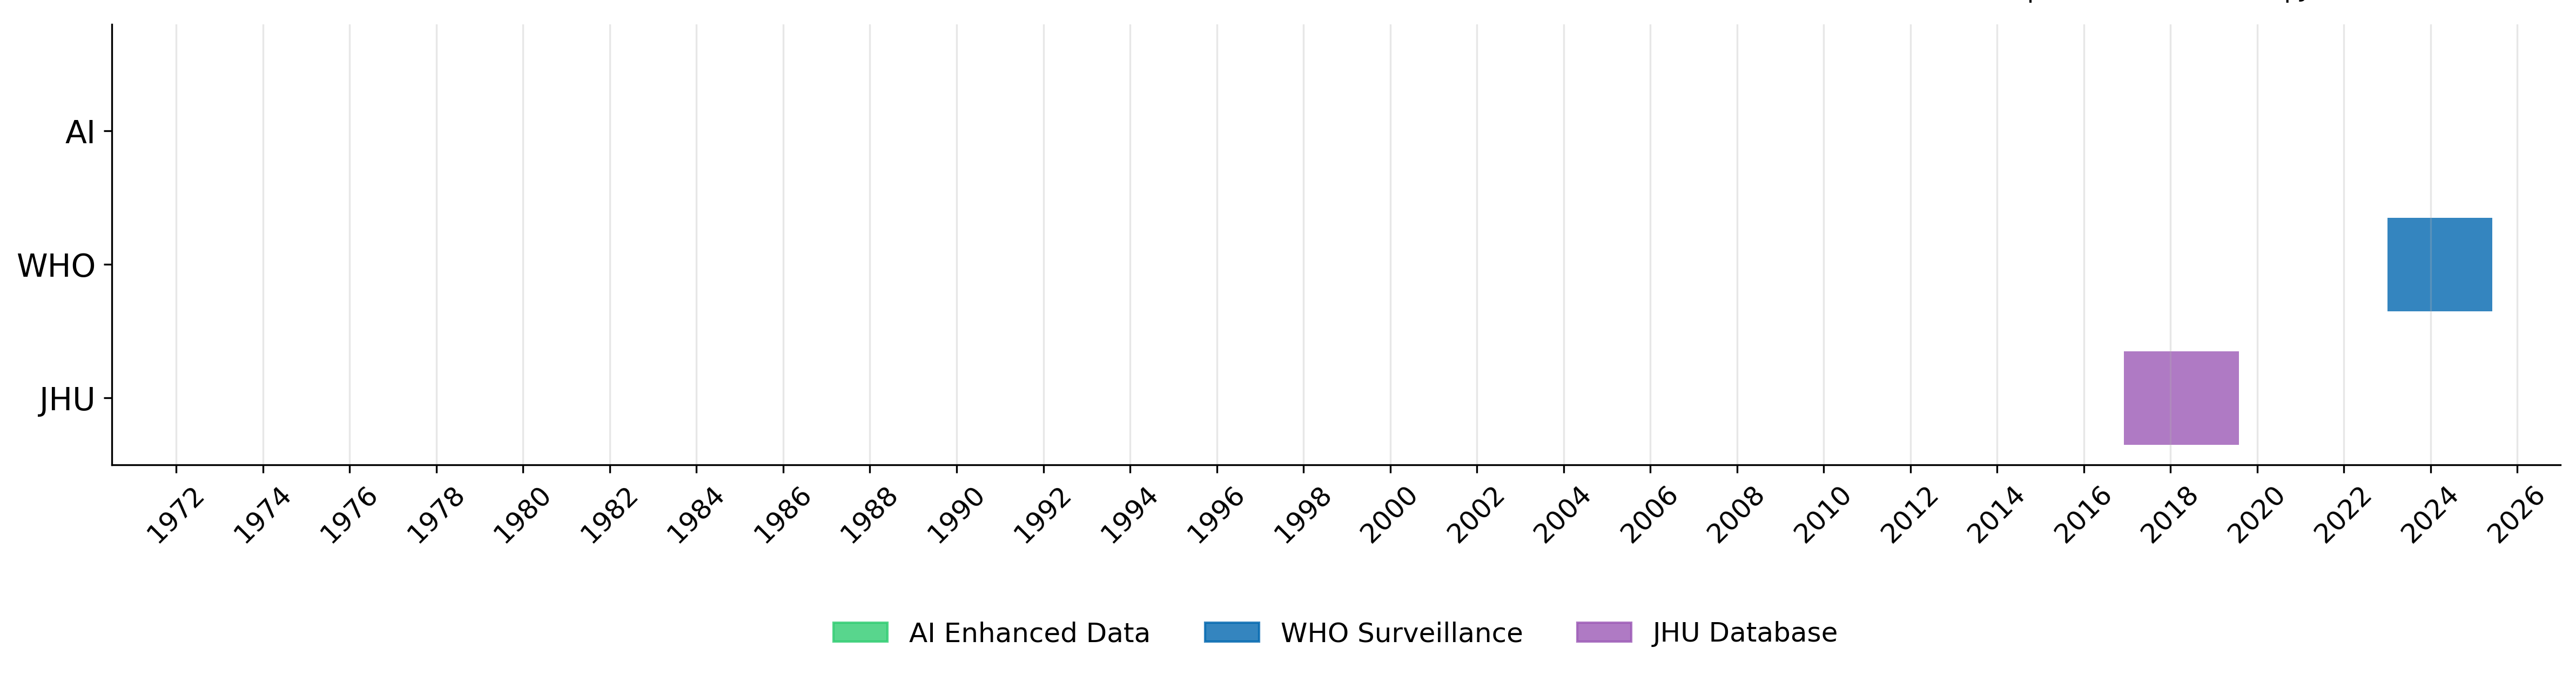 AI
WHO
JHU
1972 1974 1976 1978 1980 1982 1984 1986 1988 1990 1992 1994 1996 1998 2000 2002 2004 2006 2008 2010 2012 2014 2016 2018 2020 2022 2024 2026
AI Enhanced Data WHO Surveillance JHU Database